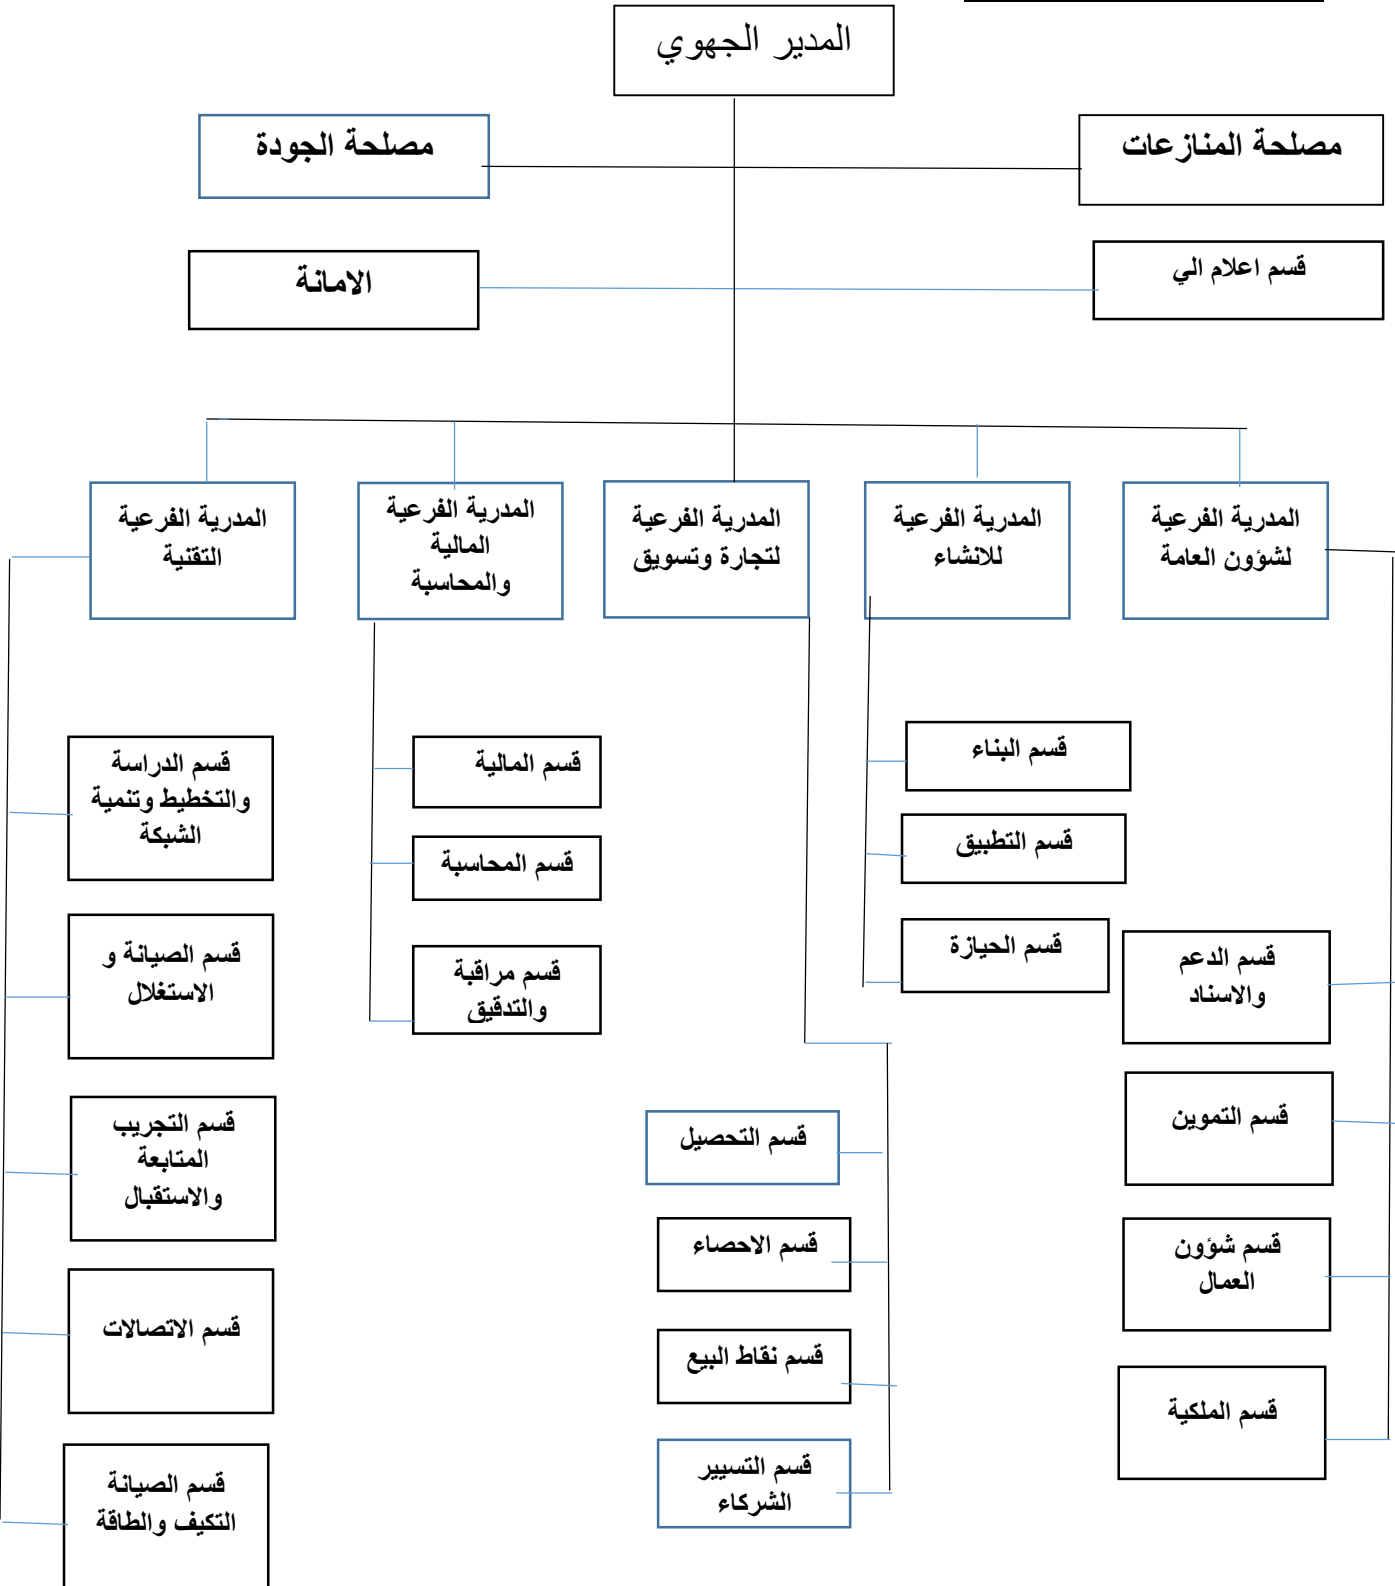 المدير الجهوي
مصلحة المنازعات
مصلحة الجودة
قسم اعلام الي
الامانة
المدرية الفرعية
لشؤون العامة
المدرية الفرعية
للانشاء
المدرية الفرعية
لتجارة وتسويق
المدرية الفرعية
المالية
والمحاسبة
المدرية الفرعية
التقنية
قسم الدعم
والاسناد
قسم التموين
قسم شؤون
العمال
قسم الملكية
قسم البناء
قسم التطبيق
قسم الحيازة
قسم التحصيل
قسم الاحصاء
قسم نقاط البيع
قسم التسيير
الشركاء
قسم المالية
قسم المحاسبة
قسم مراقبة
والتدقيق
قسم الدراسة
والتخطيط وتنمية
الشبكة
قسم الصيانة و
الاستغلال
قسم التجريب
المتابعة
والاستقبال
قسم الاتصالات
قسم الصيانة
التكيف والطاقة